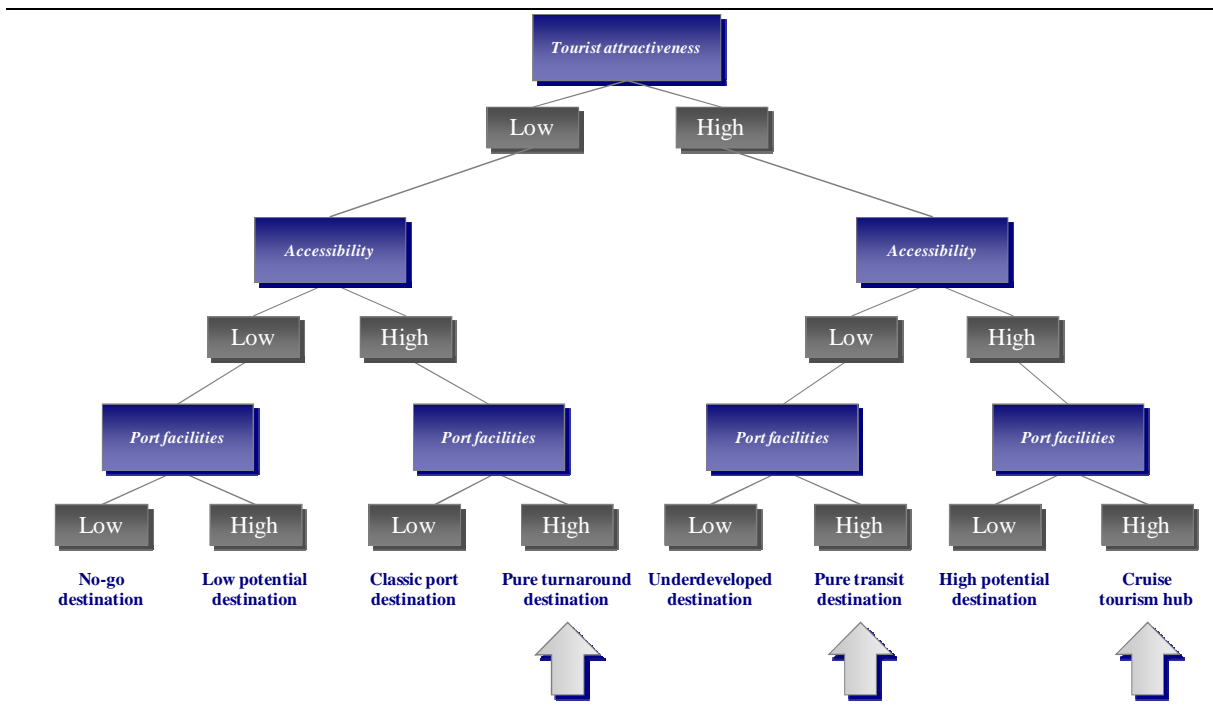 Tourist attractiveness
Low
High
Accessibility
Accessibility
Low
High
Low
High
Port facilities
Port facilities
Port facilities
Port facilities
Low
High
Low
High
Low
High
Low
High
No-go
destination
Low potential
destination
Classic port
destination
Pure turnaround
destination
Underdeveloped
destination
Pure transit
destination
High potential
destination
Cruise
tourism hub